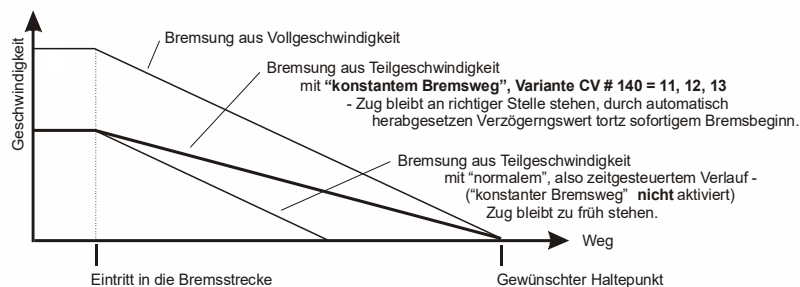 Geschwindigkeit
Bremsung aus Vollgeschwindigkeit
Bremsung aus Teilgeschwindigkeit
mit “konstantem Bremsweg”, Variante CV # 140 = 11, 12, 13
- Zug bleibt an richtiger Stelle stehen, durch automatisch
herabgesetzen Verzögerngswert tortz sofortigem Bremsbeginn.
Bremsung aus Teilgeschwindigkeit
mit “normalem”, also zeitgesteuertem Verlauf -
(“konstanter Bremsweg” nicht aktiviert)
Zug bleibt zu früh stehen.
Weg
Eintritt in die Bremsstrecke
Gewünschter Haltepunkt